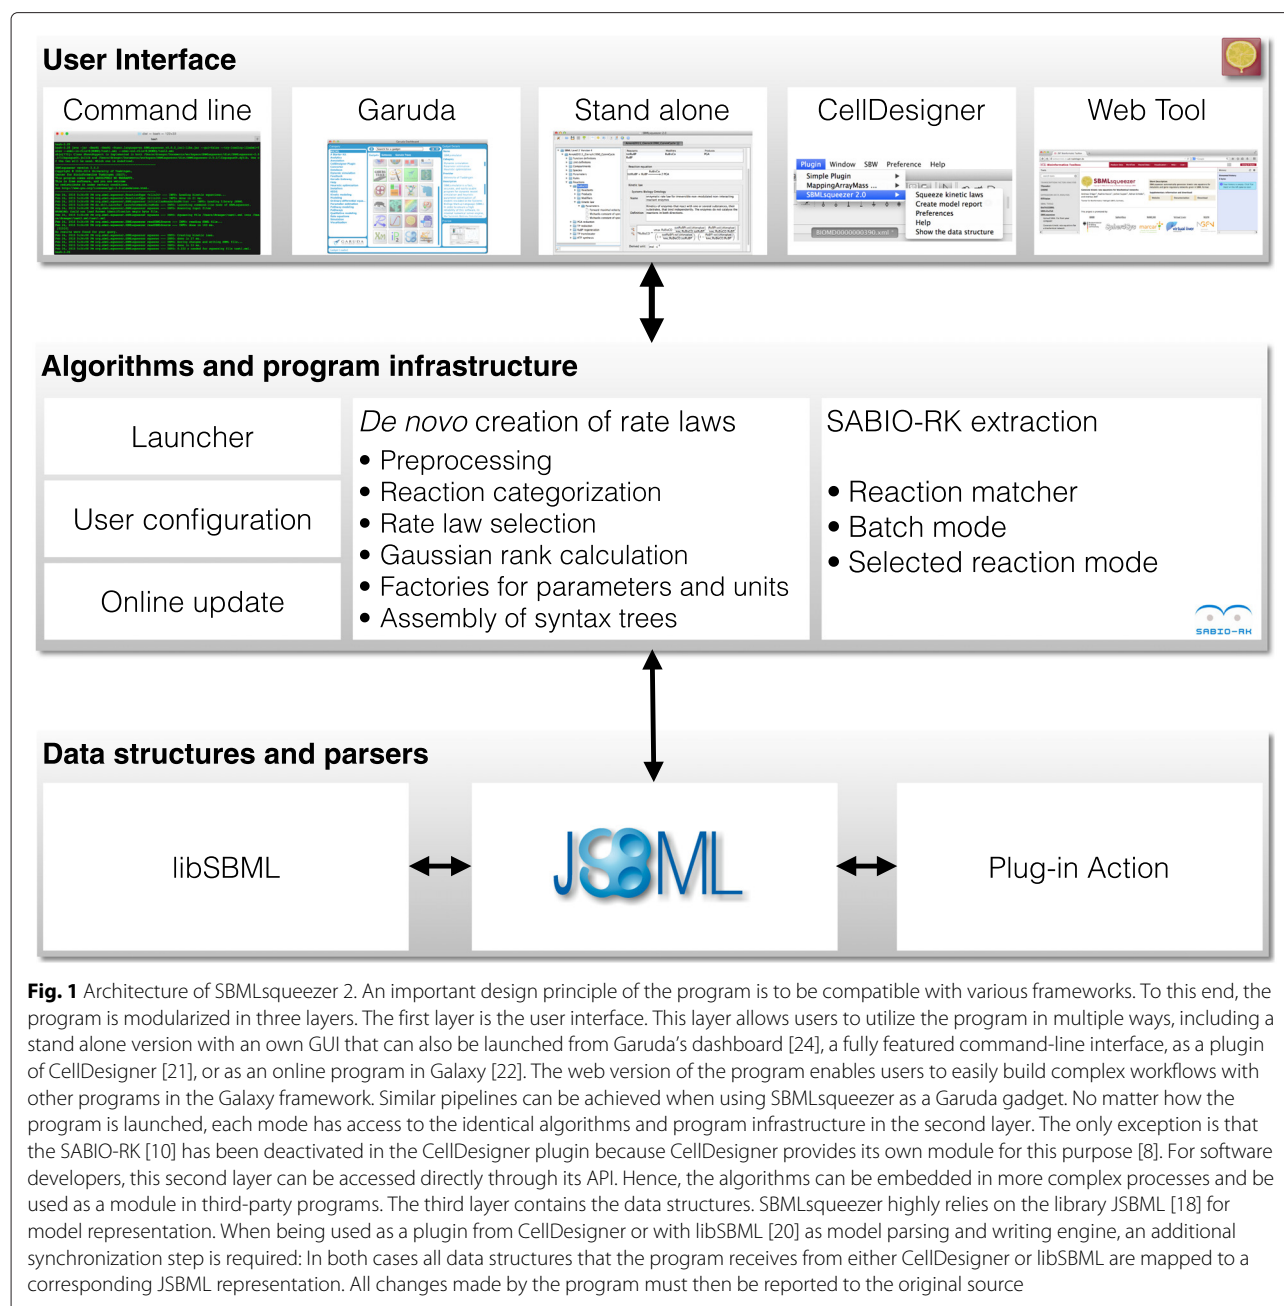 User Interface
Command line
Garuda
Stand alone
CellDesigner
Web Tool
Plugin Window SBW Preference Help
Simple Plugin
MappingArrayMass ...
SBMLsqueezer 2.0
Squeeze kinetic laws
Create model report
Preferences
Help
Show the data structure
BIOMD0000000396.xml
SBMLsqueezer
GARUDA
Algorithms and program infrastructure
Launcher
User configuration
Online update
De novo creation of rate laws
• Preprocessing
• Reaction categorization
• Rate law selection
• Gaussian rank calculation
• Factories for parameters and units
• Assembly of syntax trees
SABIO-RK extraction
• Reaction matcher
• Batch mode
• Selected reaction mode
SABIO-RK
Data structures and parsers
libSBML
JSBML
Plug-in Action
Fig. 1 Architecture of SBMLsqueezer 2. An important design principle of the program is to be compatible with various frameworks. To this end, the
program is modularized in three layers. The first layer is the user interface. This layer allows users to utilize the program in multiple ways, including a
stand alone version with an own GUI that can also be launched from Garuda's dashboard [24], a fully featured command-line interface, as a plugin
of CellDesigner [21], or as an online program in Galaxy [22]. The web version of the program enables users to easily build complex workflows with
other programs in the Galaxy framework. Similar pipelines can be achieved when using SBMLsqueezer as a Garuda gadget. No matter how the
program is launched, each mode has access to the identical algorithms and program infrastructure in the second layer. The only exception is that
the SABIO-RK [10] has been deactivated in the CellDesigner plugin because CellDesigner provides its own module for this purpose [8]. For software
developers, this second layer can be accessed directly through its API. Hence, the algorithms can be embedded in more complex processes and be
used as a module in third-party programs. The third layer contains the data structures. SBMLsqueezer highly relies on the library JSBML [18] for
model representation. When being used as a plugin from CellDesigner or with libSBML [20] as model parsing and writing engine, an additional
synchronization step is required: In both cases all data structures that the program receives from either CellDesigner or libSBML are mapped to a
corresponding JSBML representation. All changes made by the program must then be reported to the original source